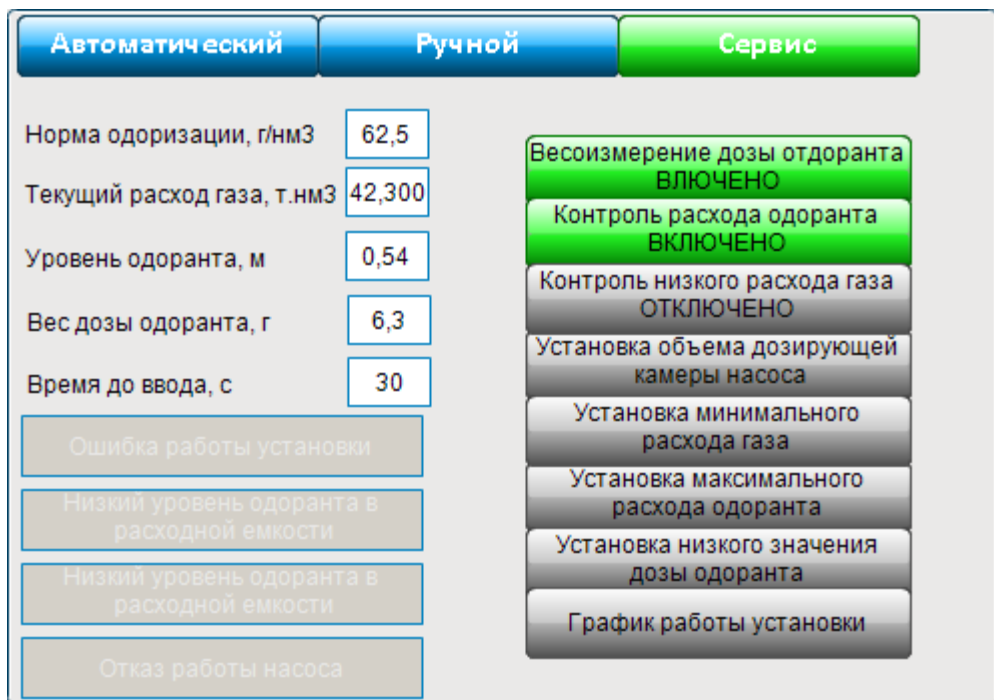 Автоматический
Ручной
Сервис
Норма одоризации, г/нм3
62,5
Текущий расход газа, т.нм3
42,300
Уровень одоранта, м
0,54
Вес дозы одоранта, г
6,3
Время до ввода, с
30
Ошибка работы установки
Низкий уровень одоранта в
расходной емкости
Низкий уровень одоранта в
расходной емкости
Отказ работы насоса
Весоизмерение дозы отдоранта
ВЛЮЧЕНО
Контроль расхода одоранта
ВКЛЮЧЕНО
Контроль низкого расхода газа
ОТКЛЮЧЕНО
Установка объема дозирующей
камеры насоса
Установка минимального
расхода газа
Установка максимального
расхода одоранта
Установка низкого значения
дозы одоранта
График работы установки